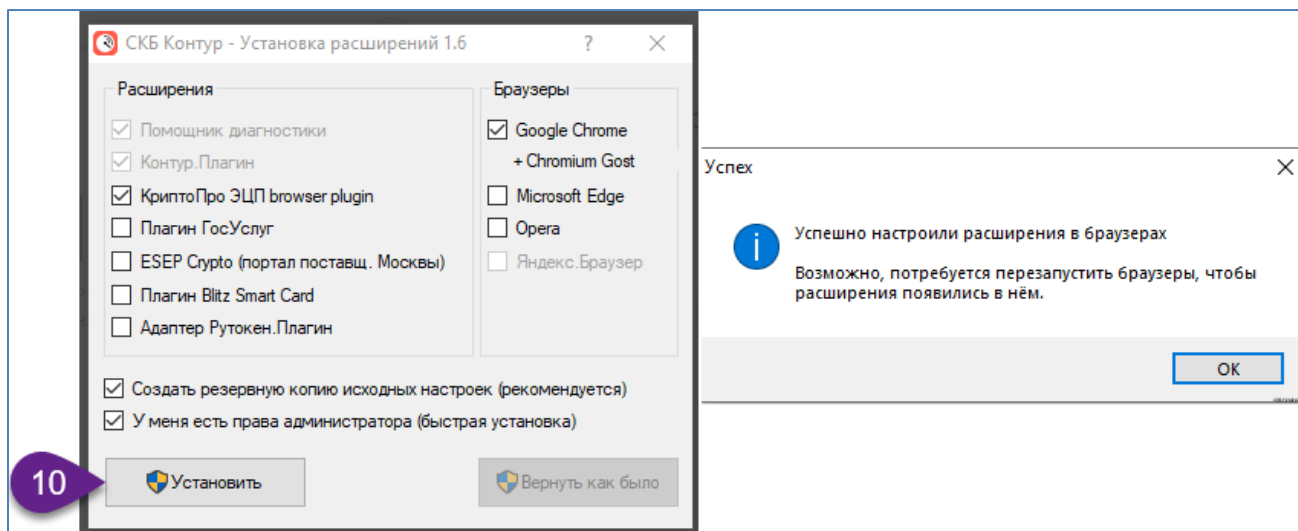 СКБ Контур - Установка расширений 1.6
?
Расширения
Помощник диагностики
Контур.Плагин
КриптоПро ЭЦП browser plugin
Плагин ГосУслуг
ESEP Crypto (портал поставщ. Москвы)
Плагин Blitz Smart Card
Адаптер Рутокен.Плагин
Браузеры
Google Chrome
+ Chromium Gost
Microsoft Edge
Opera
Яндекс.Браузер
Создать резервную копию исходных настроек (рекомендуется)
У меня есть права администратора (быстрая установка)
10
Установить
Вернуть как было
Успех
Успешно настроили расширения в браузерах
Возможно, потребуется перезапустить браузеры, чтобы
расширения появились в нём.
OK